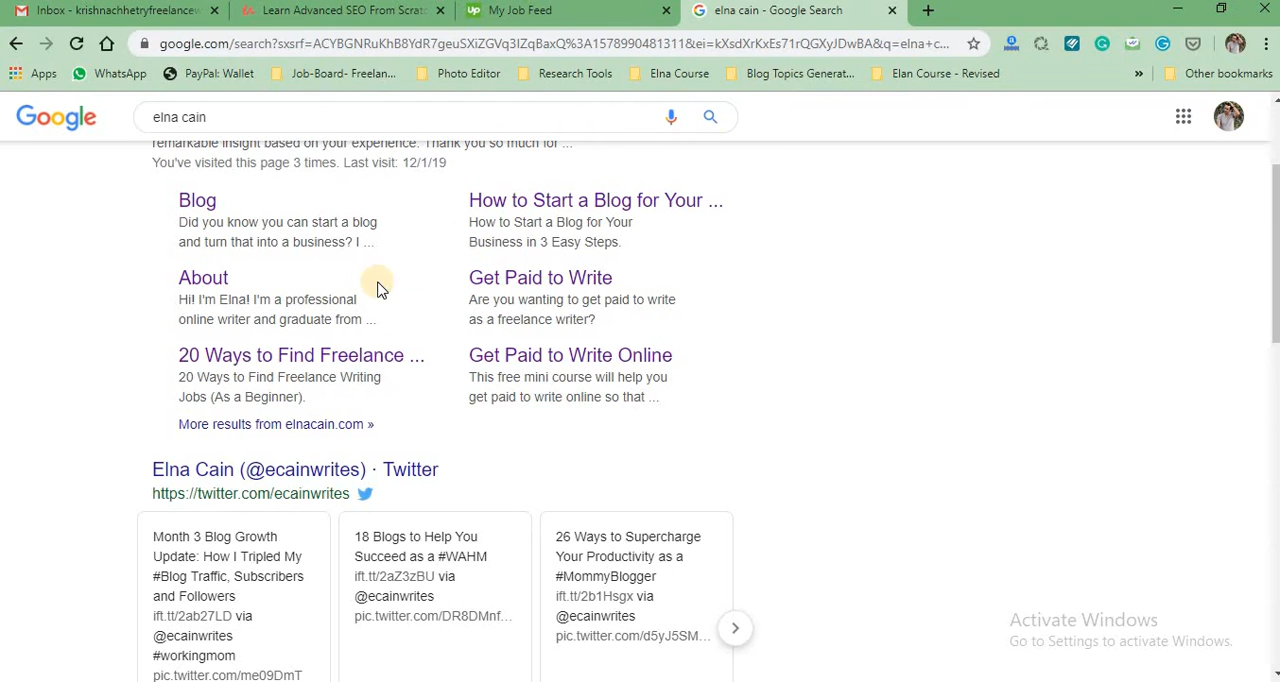 Inbox - krishnachhetryfreelancew
Learn Advanced SEO From Scratc
My Job Feed
elna cain - Google Search
google.com/search?sxsrf=ACYBGNRuKhB8YdR7geuSXi7GVq3IZqBaxQ%3A1578990481311&ei=kXsdXrKxEs71rQGXyJDwBA&q=elna+c...
Apps
WhatsApp
PayPal: Wallet
Job-Board- Freelan...
Photo Editor
Research Tools
Elna Course
Blog Topics Generat...
Elan Course - Revised
»
Other bookmarks
Google
elna cain
remarkable insight based on your experience. Thank you so much for ...
You've visited this page 3 times. Last visit: 12/1/19
Blog
Did you know you can start a blog
and turn that into a business? I ...
How to Start a Blog for Your ...
How to Start a Blog for Your
Business in 3 Easy Steps.
About
Hi! I'm Elna! I'm a professional
online writer and graduate from ...
Get Paid to Write
Are you wanting to get paid to write
as a freelance writer?
20 Ways to Find Freelance ...
20 Ways to Find Freelance Writing
Jobs (As a Beginner).
Get Paid to Write Online
This free mini course will help you
get paid to write online so that ...
More results from elnacain.com »
Elna Cain (@ecainwrites) · Twitter
https://twitter.com/ecainwrites
Month 3 Blog Growth
Update: How I Tripled My
#Blog Traffic, Subscribers
and Followers
ift.tt/2ab27LD via
@ecainwrites
#workingmom
pic.twitter.com/me09DmT
18 Blogs to Help You
Succeed as a #WAHM
ift.tt/2aZ3zBU via
@ecainwrites
pic.twitter.com/DR8DMnf...
26 Ways to Supercharge
Your Productivity as a
#MommyBlogger
ift.tt/2b1Hsgx via
@ecainwrites
pic.twitter.com/d5yJ5SM...
Activate Windows
Go to Settings to activate Windows.